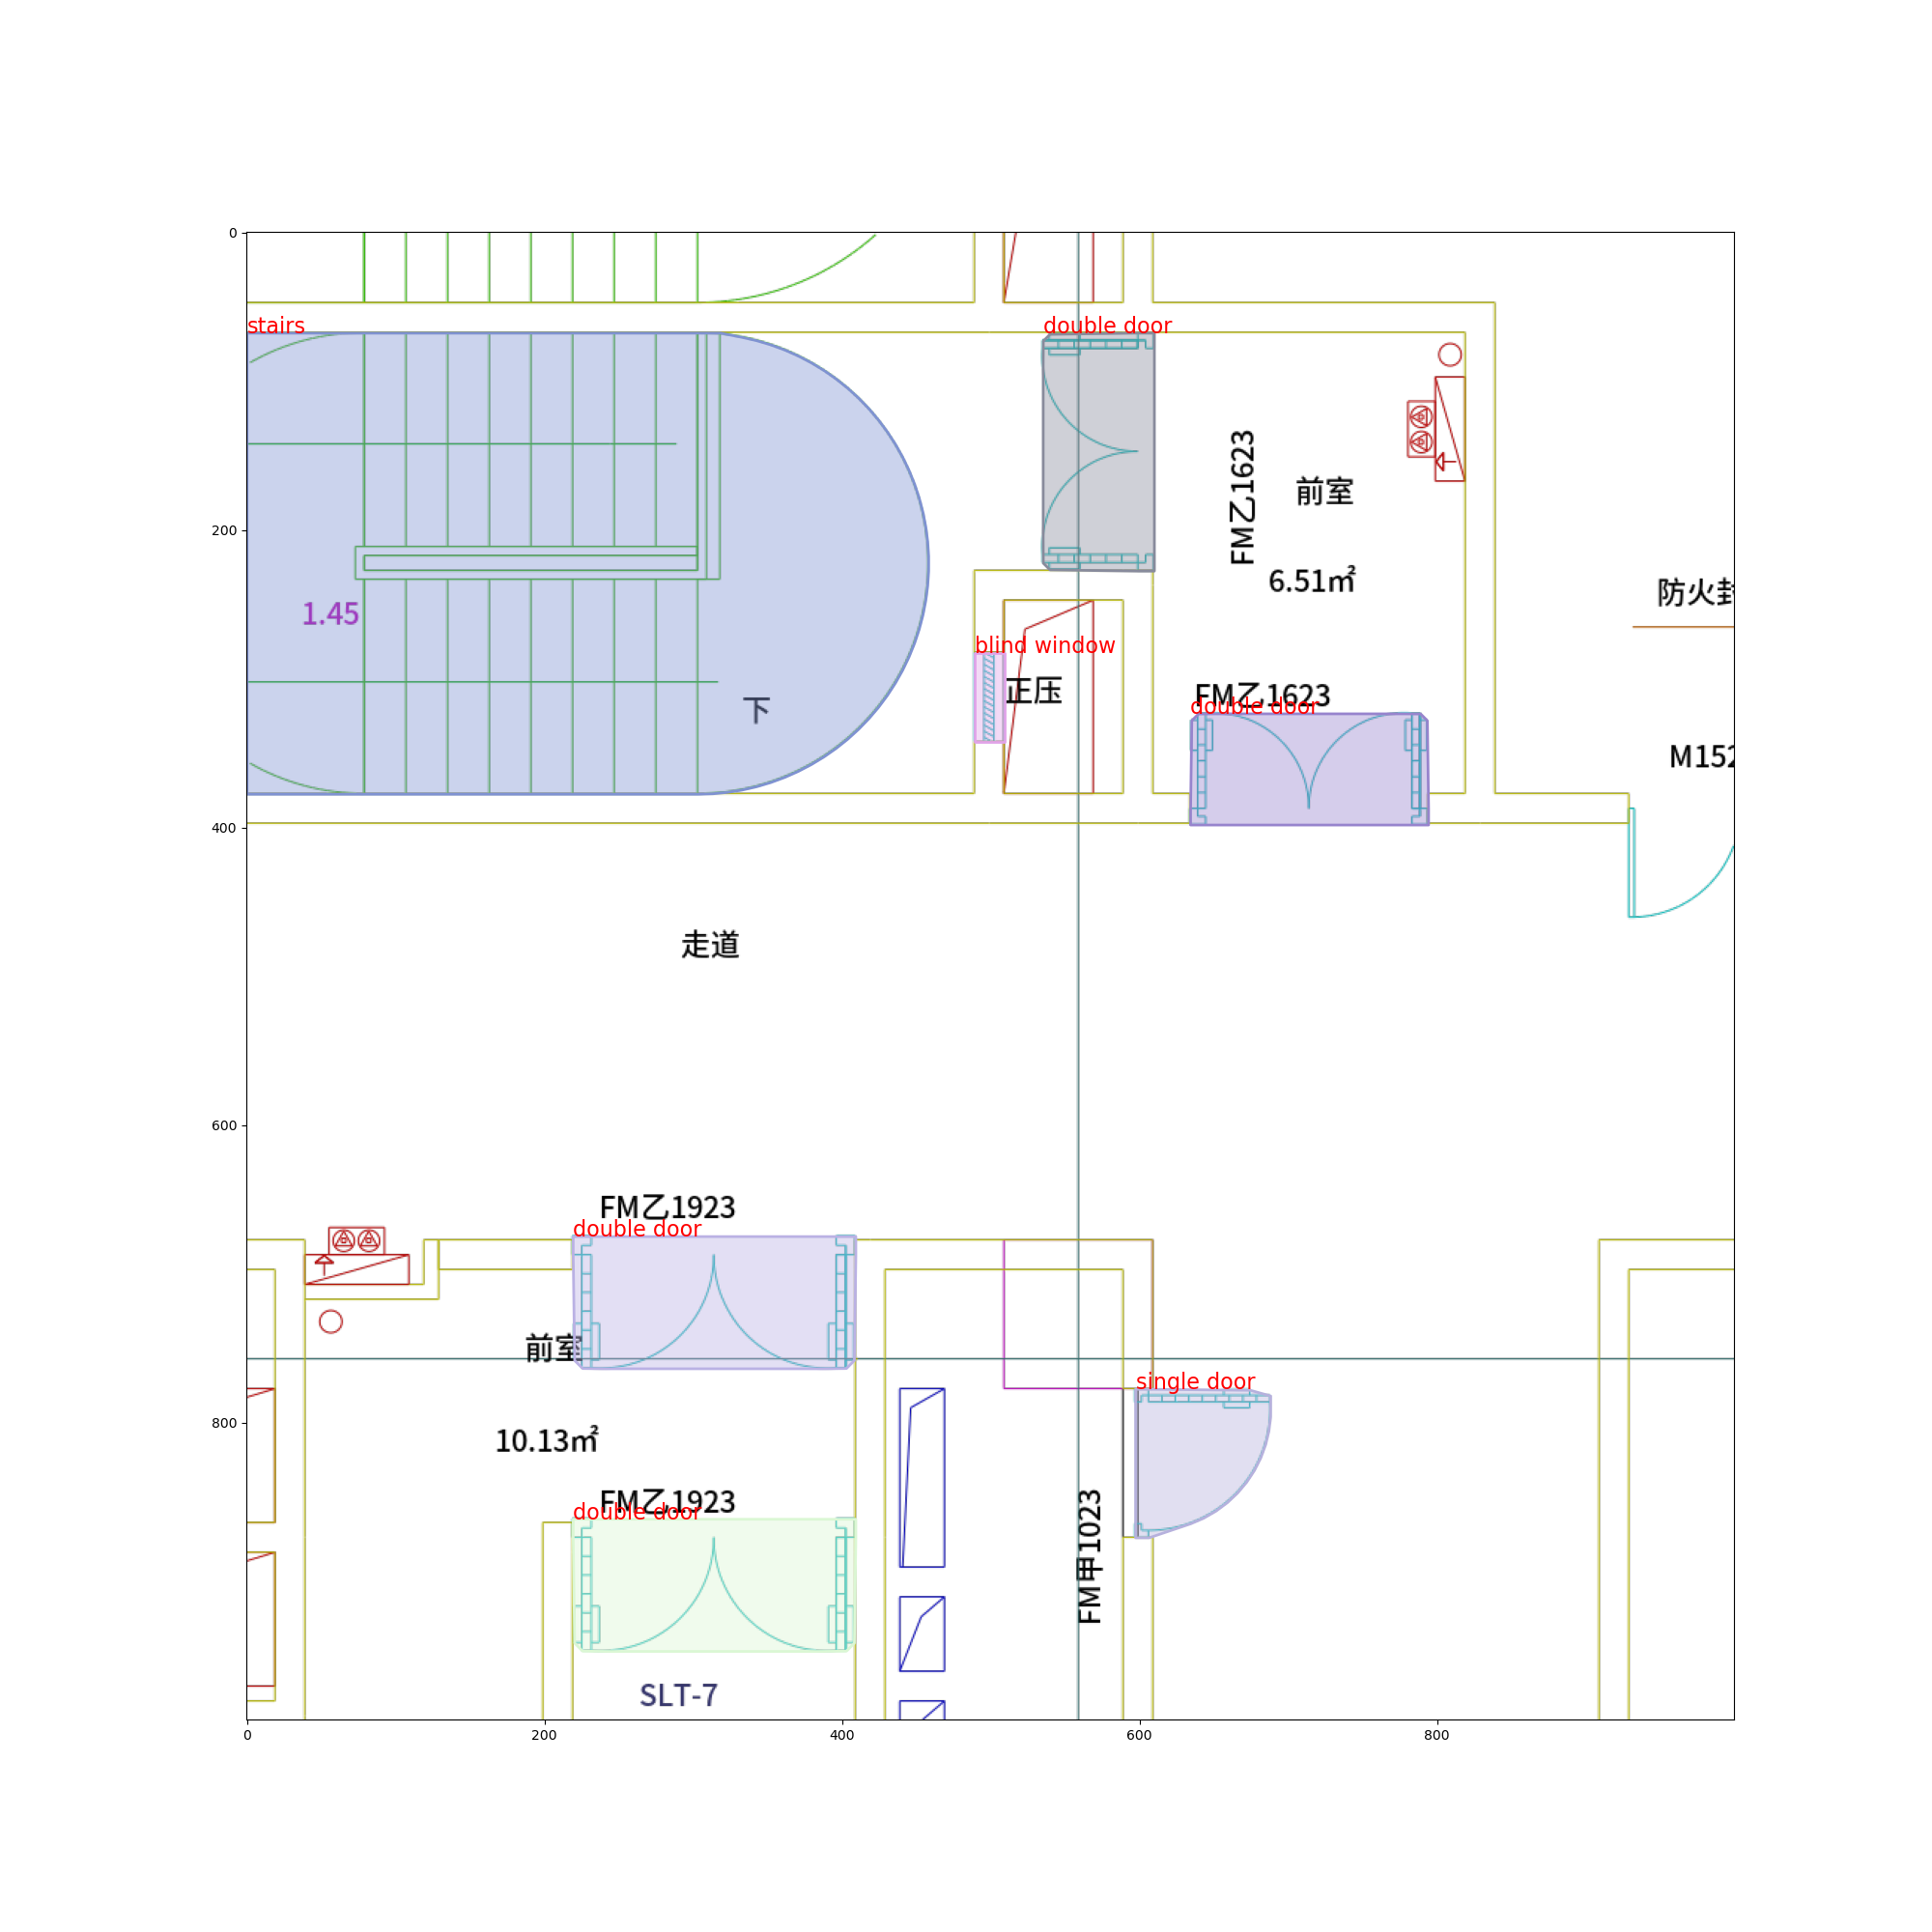 0
stairs
double door
FM乙1623
前室
200
6.51㎡
防火
1.45
blind window
正压
FM乙1623
double door
下
M152
400
走道
600
FM乙1923
double door
前室
single door
800
10.13㎡
FM乙1923
double door
FM甲1023
SLT-7
0
200
400
600
800